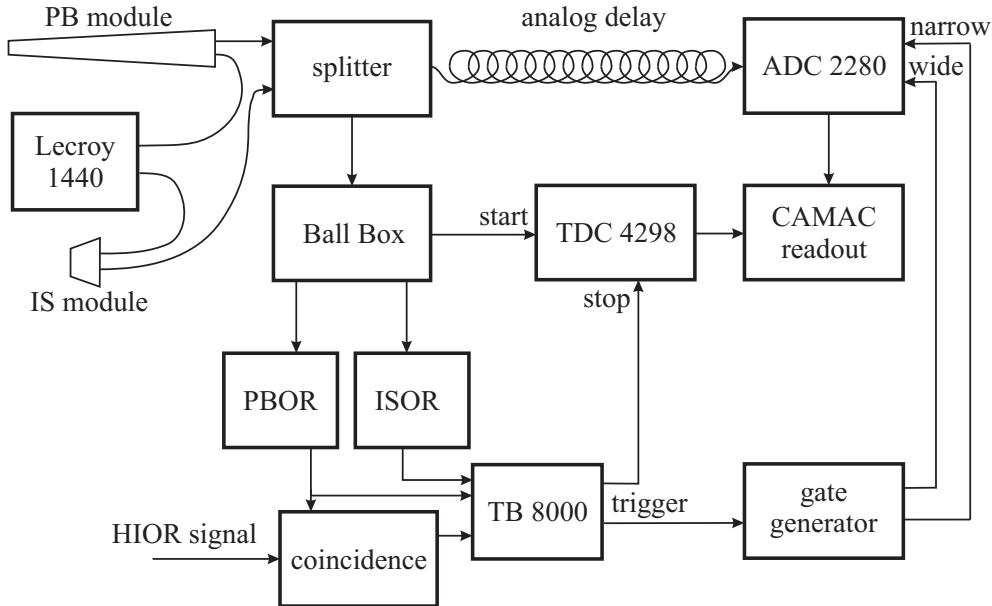 PB module
analog delay
narrow
splitter
ADC 2280
wide
Lecroy
1440
Ball Box
start
TDC 4298
CAMAC
readout
IS module
stop
PBOR
ISOR
TB 8000
trigger
gate
generator
HIOR signal
coincidence